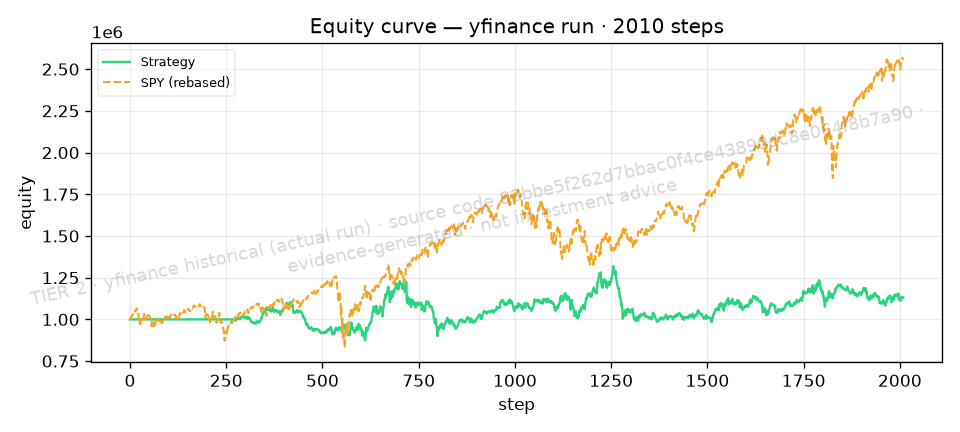 Equity curve — yfinance run · 2010 steps
1e6
Strategy
SPY (rebased)
2.50
2.25
2.00
1.75
1.50
1.25
1.00
0.75
equity
0
250
500
750
1000
1250
1500
1750
2000
step
TIER 2 · yfinance historical (actual run) · source code
evidence-generated · not investment advice